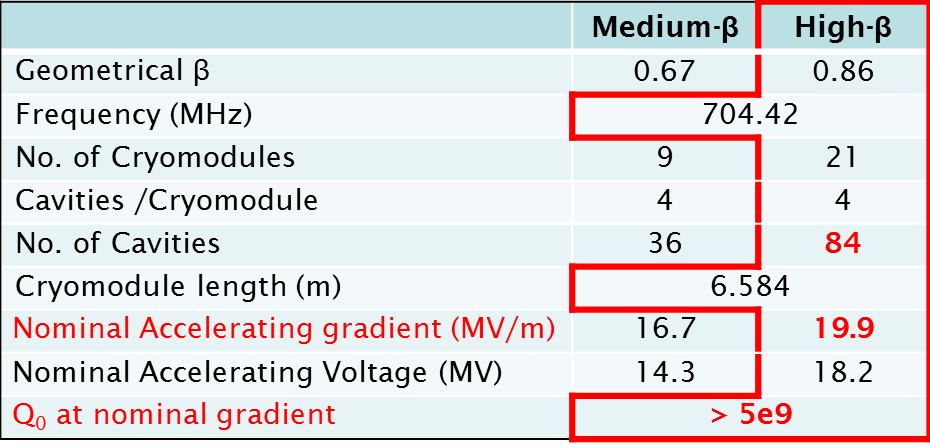 Medium-β High-β
Geometrical β 0.67 0.86
Frequency (MHz) 704.42
No. of Cryomodules 9 21
Cavities /Cryomodule 4 4
No. of Cavities 36 84
Cryomodule length (m) 6.584
Nominal Accelerating gradient (MV/m) 16.7 19.9
Nominal Accelerating Voltage (MV) 14.3 18.2
Q₀ at nominal gradient > 5e9